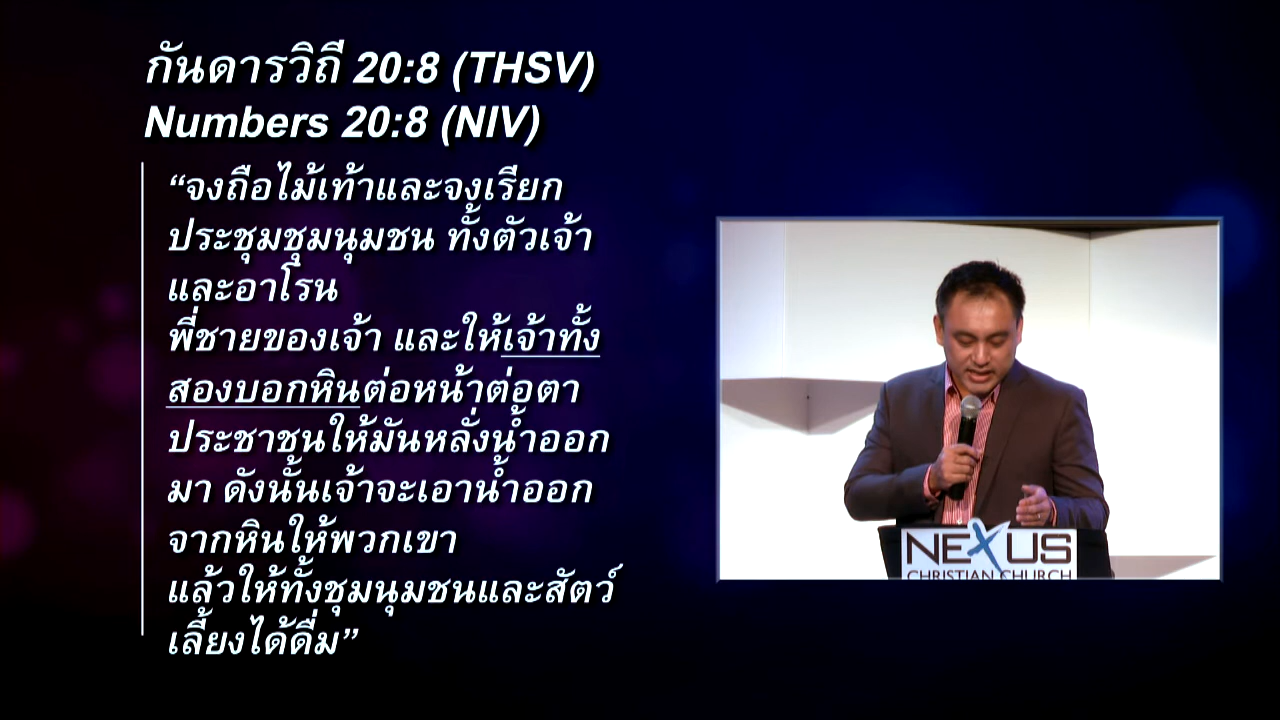 กันดารวิถี 20:8 (THSV)
Numbers 20:8 (NIV)
“จงถือไม้เท้าและจงเรียก
ประชุมชุมนุมชน ทั้งตัวเจ้า
และอาโรน
พี่ชายของเจ้า และให้เจ้าทั้ง
สองบอกหินต่อหน้าต่อตา
ประชาชนให้มันหลั่งน้ำออก
มา ดังนั้นเจ้าจะเอาน้ำออก
จากหินให้พวกเขา
แล้วให้ทั้งชุมนุมชนและสัตว์
เลี้ยงได้ดื่ม”
NEXUS
CHRISTIAN CHURCH